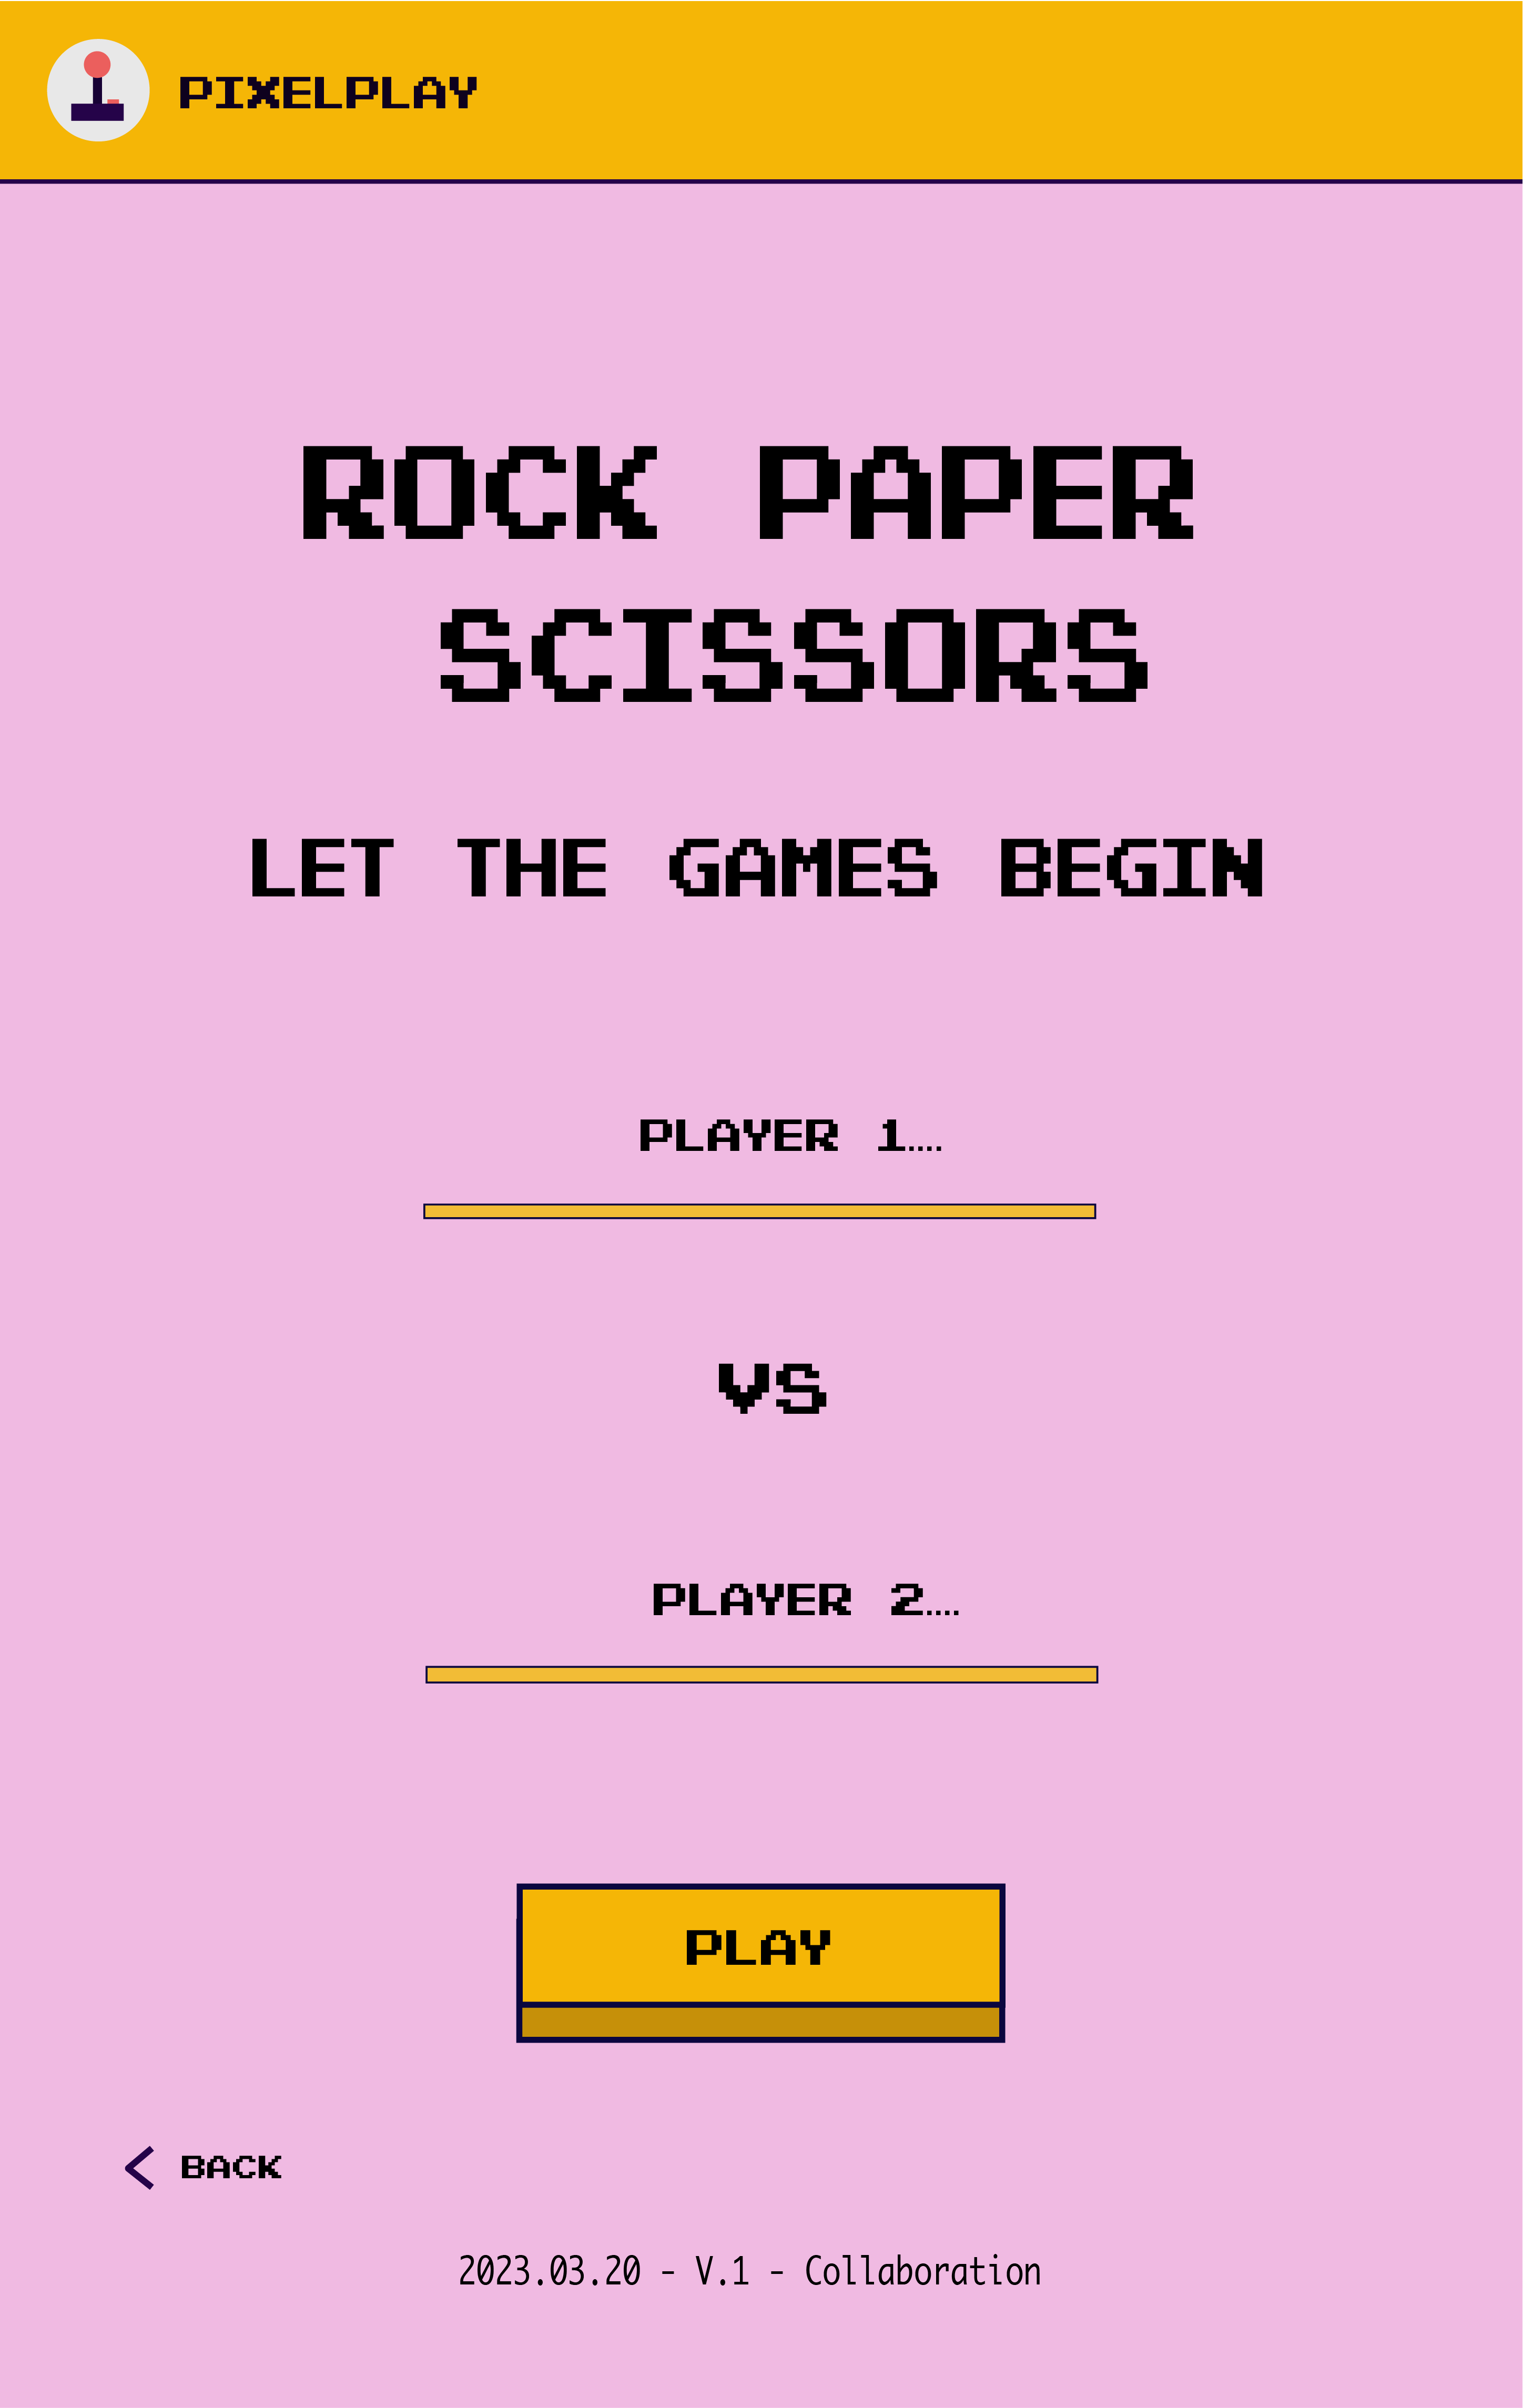 PIXELPLAY
ROCK PAPER
SCISSORS
LET THE GAMES BEGIN
PLAYER 1....
VS
PLAYER 2....
PLAY
BACK
2023.03.20 - V.1 - Collaboration